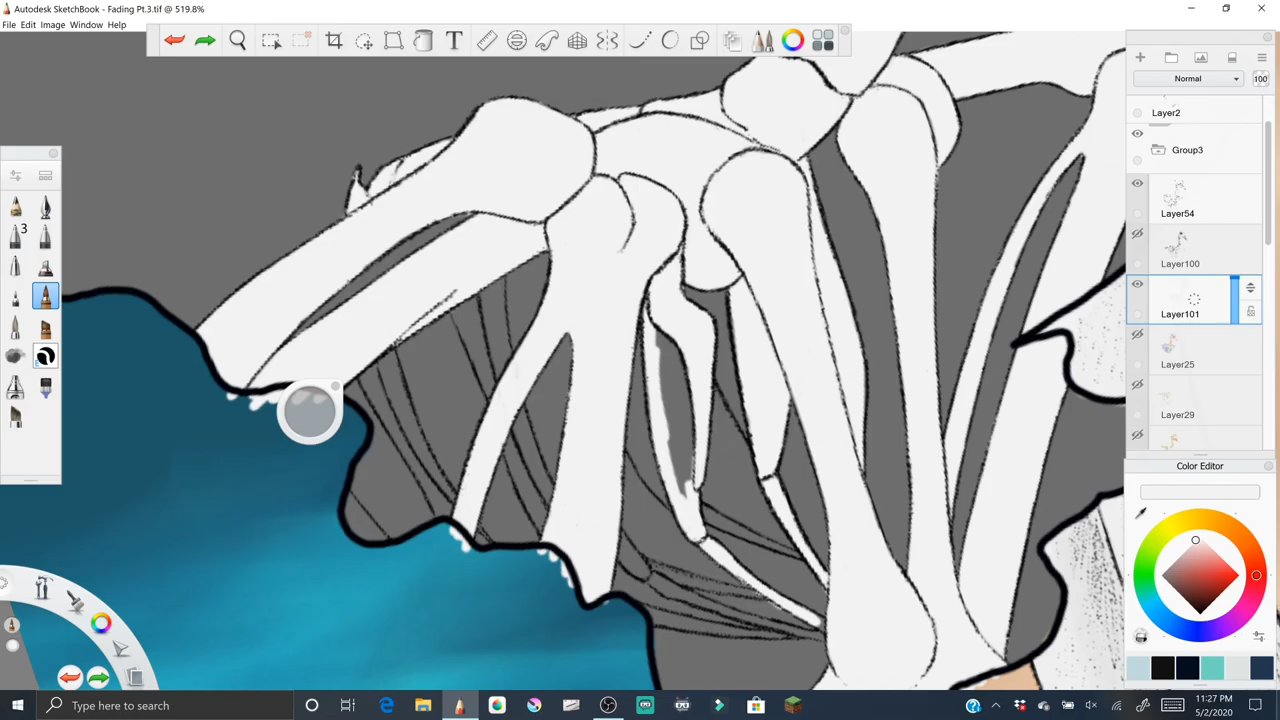 Autodesk SketchBook - Fading Pt.3.tif @ 519.8%
File Edit Image Window Help
T
Normal
100
Layer2
Group3
Layer54
Layer100
Layer101
Layer25
Layer29
3
Color Editor
Type here to search
11:27 PM
5/2/2020